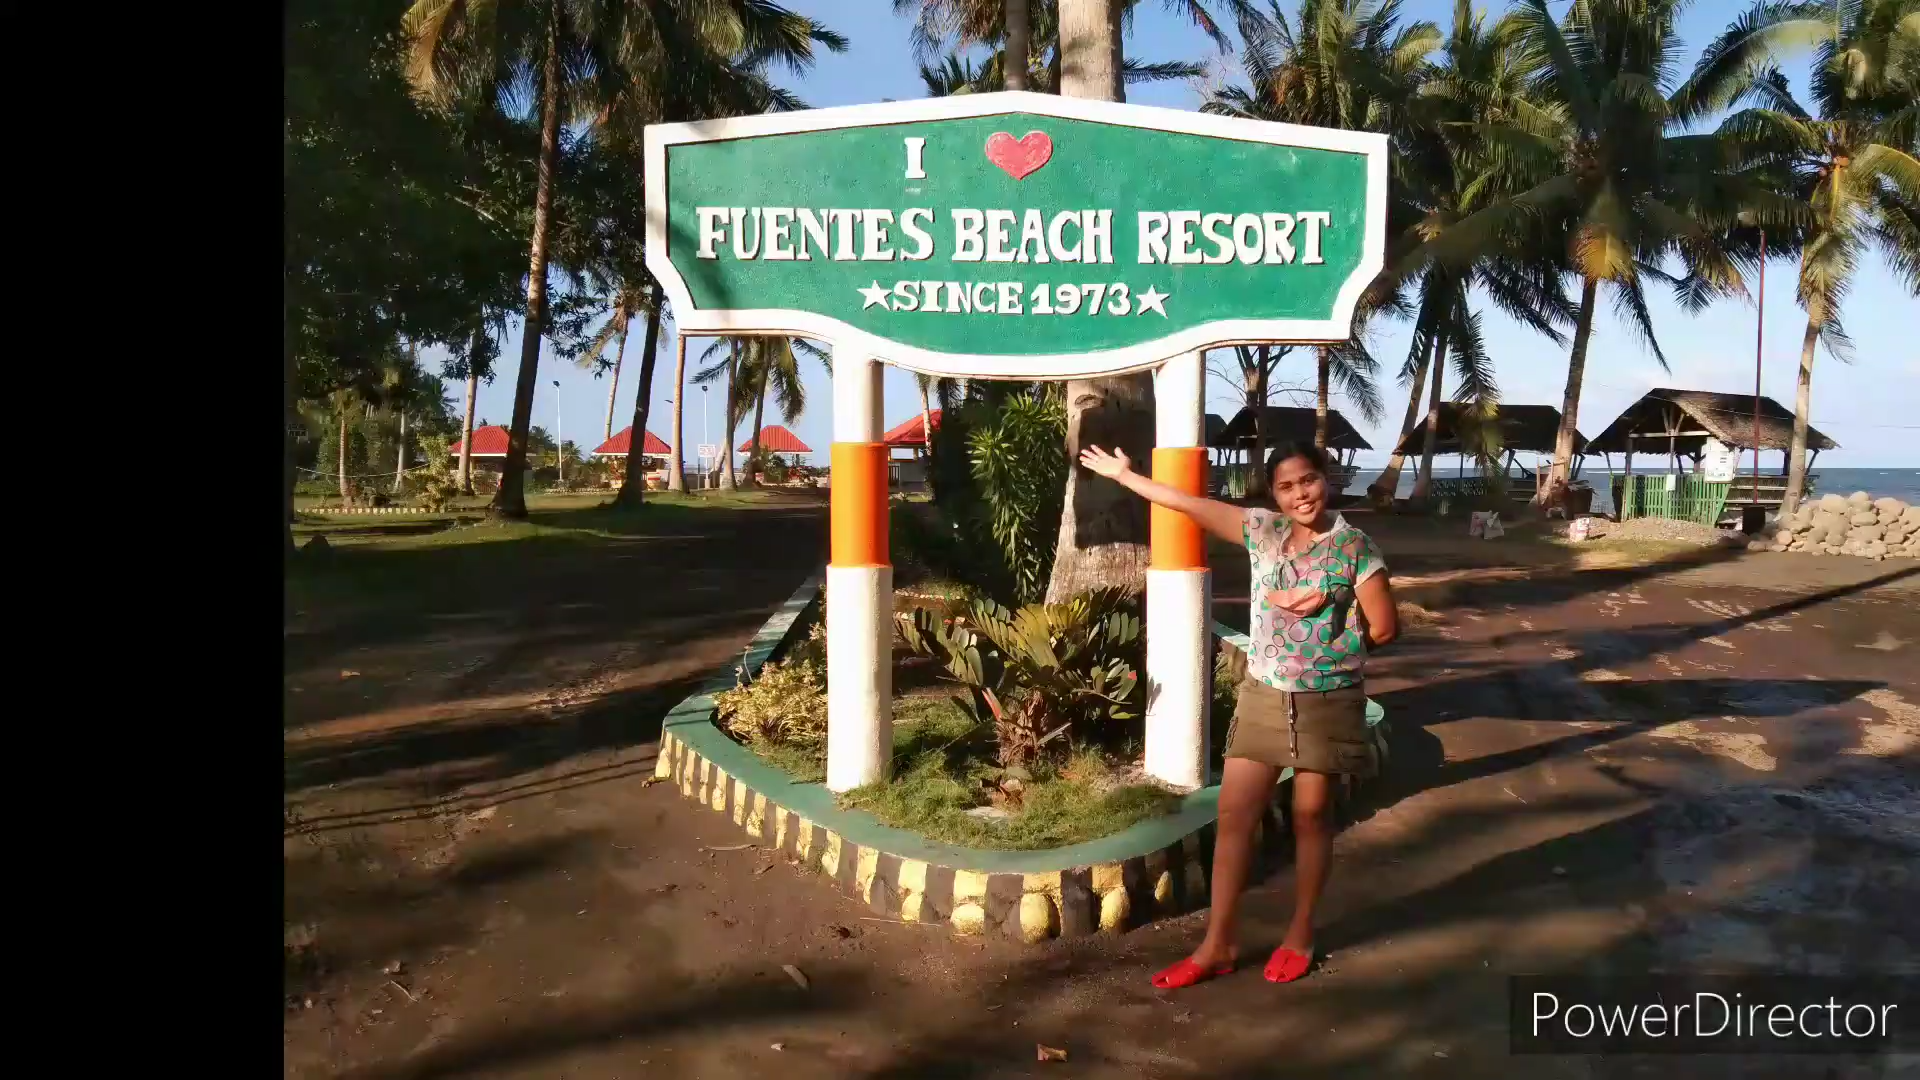 I ❤
FUENTES BEACH RESORT
★SINCE 1973★
PowerDirector